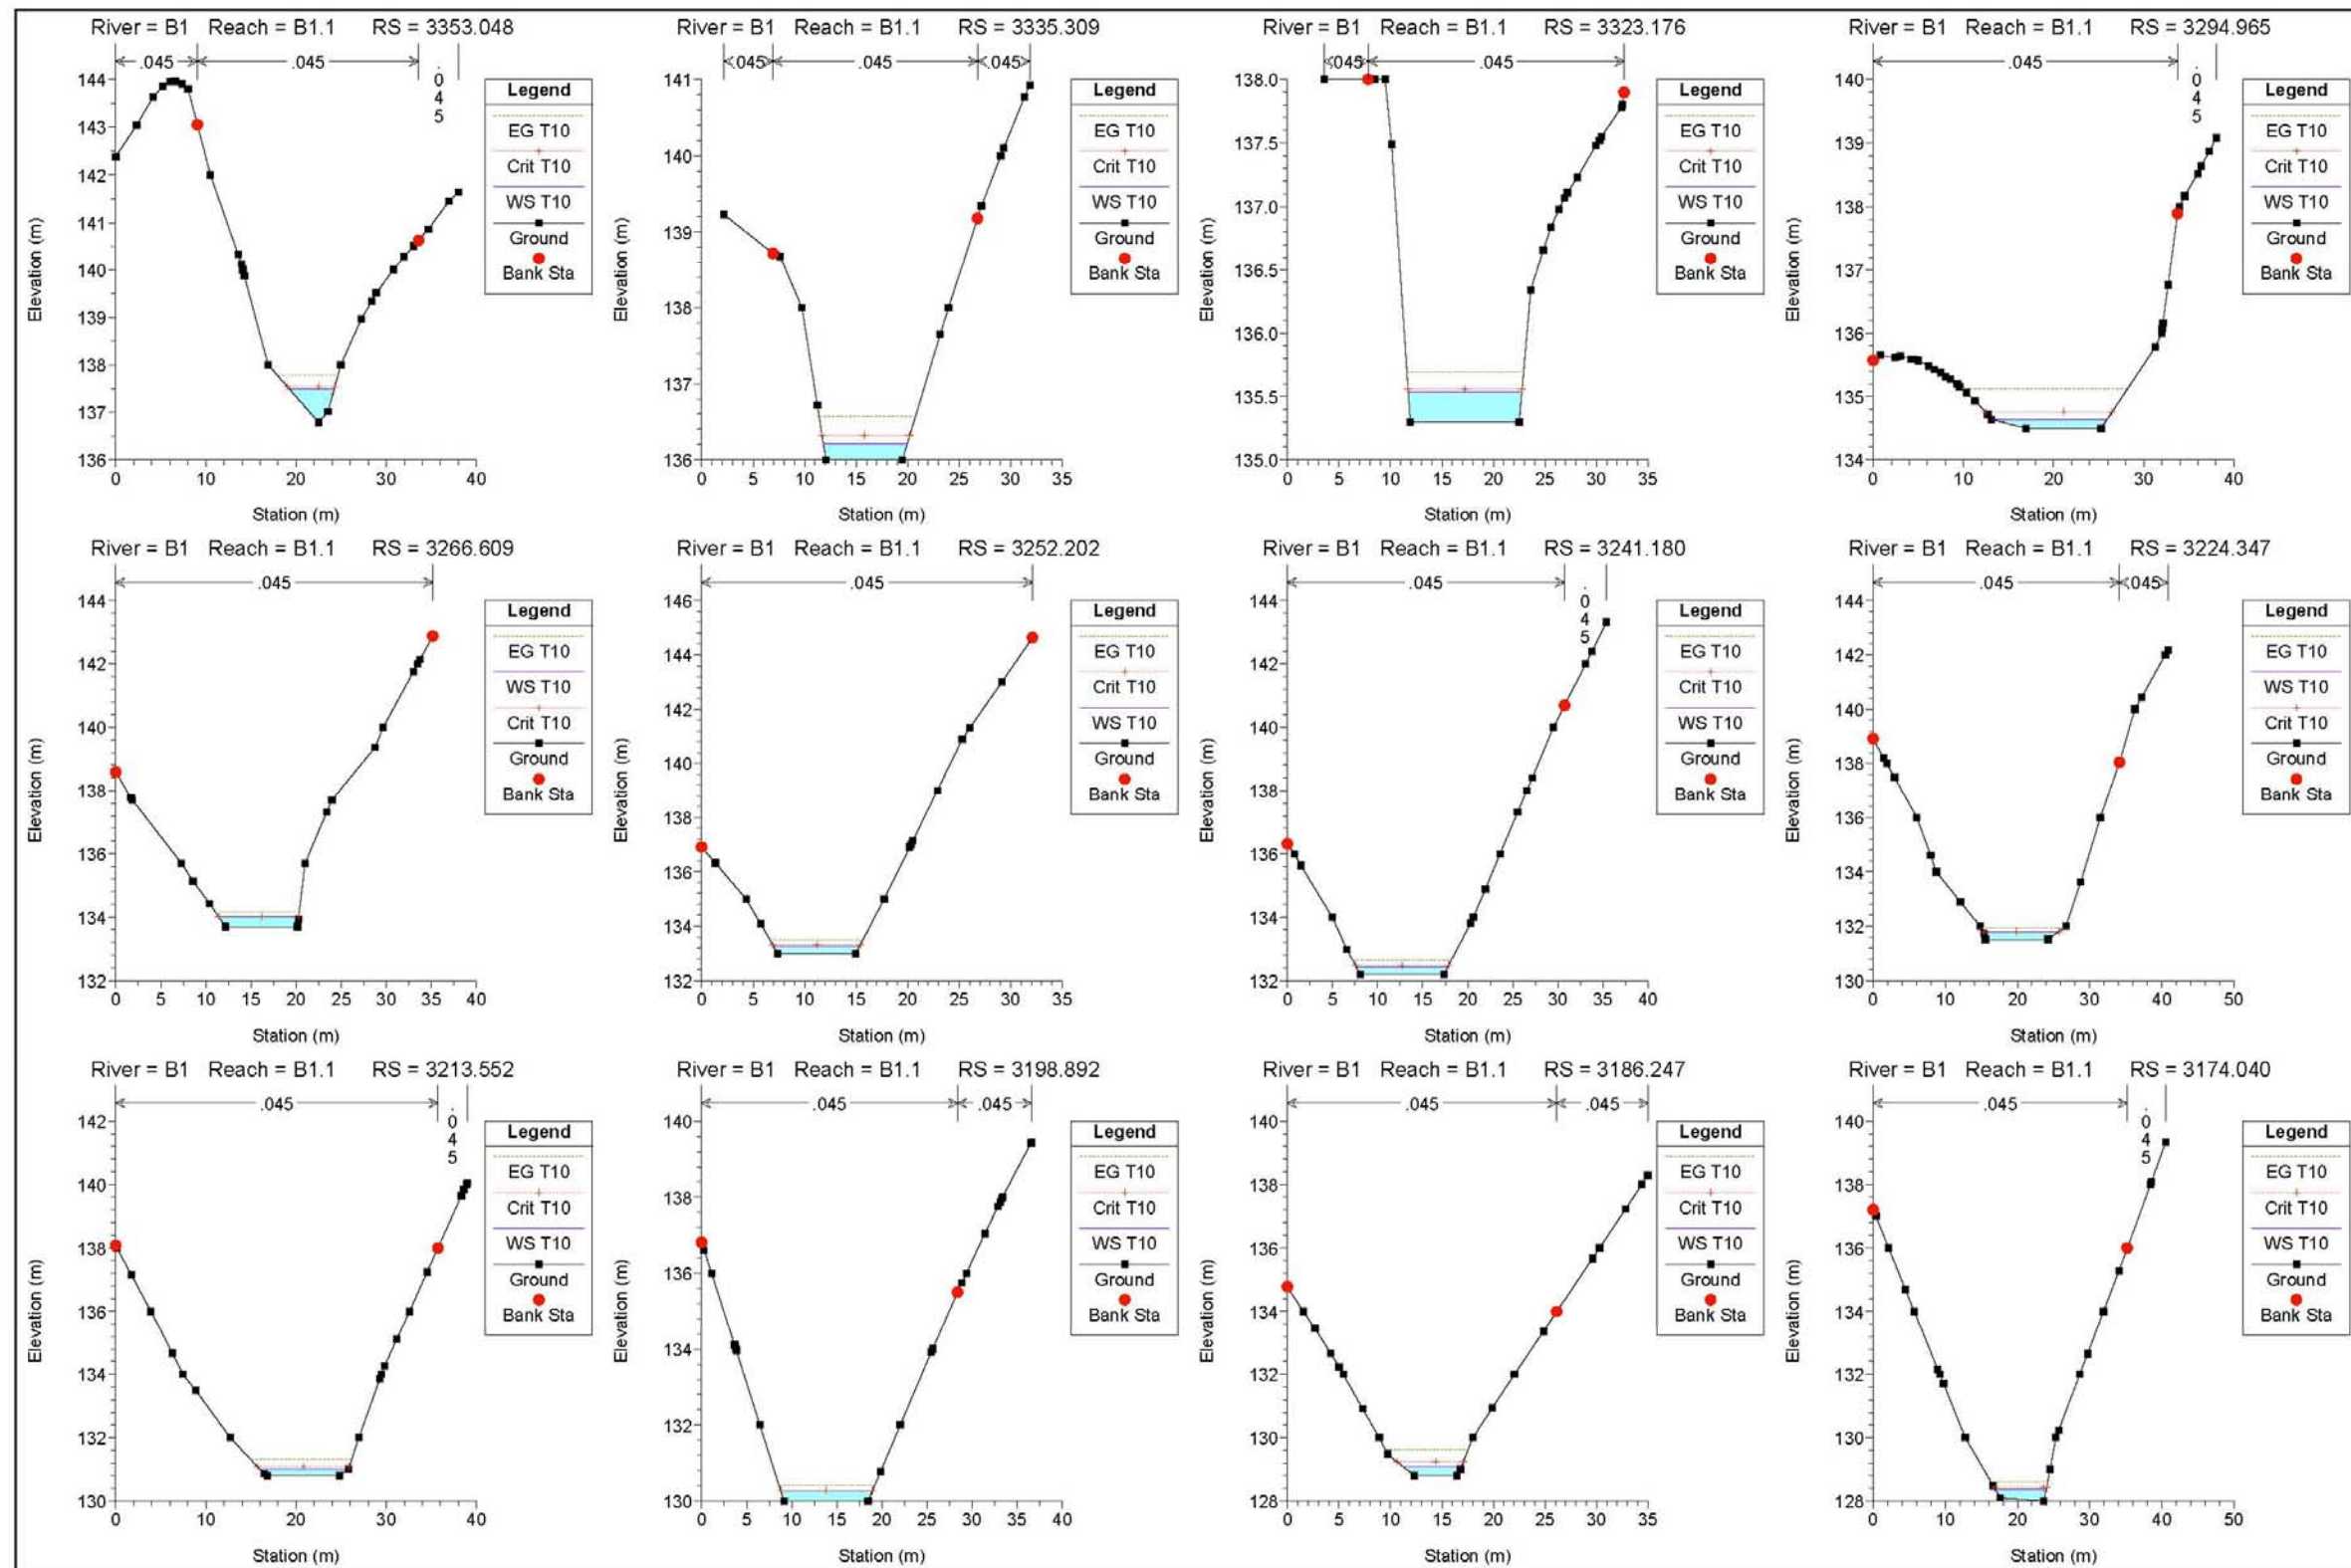 River = B1 Reach = B1.1 RS = 3353.048
.045 .045 .045
144
143
142
141
140
139
138
137
136
0 10 20 30 40
Elevation (m)
Station (m)
Legend
EG T10
Crit T10
WS T10
Ground
Bank Sta
River = B1 Reach = B1.1 RS = 3335.309
.045 .045 .045
141
140
139
138
137
136
0 5 10 15 20 25 30 35
Elevation (m)
Station (m)
Legend
EG T10
Crit T10
WS T10
Ground
Bank Sta
River = B1 Reach = B1.1 RS = 3323.176
.045 .045
138.0
137.5
137.0
136.5
136.0
135.5
135.0
0 5 10 15 20 25 30 35
Elevation (m)
Station (m)
Legend
EG T10
Crit T10
WS T10
Ground
Bank Sta
River = B1 Reach = B1.1 RS = 3294.965
.045 .045
140
139
138
137
136
135
134
0 10 20 30 40
Elevation (m)
Station (m)
Legend
EG T10
Crit T10
WS T10
Ground
Bank Sta
River = B1 Reach = B1.1 RS = 3266.609
.045
144
142
140
138
136
134
132
0 5 10 15 20 25 30 35 40
Elevation (m)
Station (m)
Legend
EG T10
WS T10
Crit T10
Ground
Bank Sta
River = B1 Reach = B1.1 RS = 3252.202
.045
146
144
142
140
138
136
134
132
0 5 10 15 20 25 30 35
Elevation (m)
Station (m)
Legend
EG T10
Crit T10
WS T10
Ground
Bank Sta
River = B1 Reach = B1.1 RS = 3241.180
.045 .045
144
142
140
138
136
134
132
0 5 10 15 20 25 30 35 40
Elevation (m)
Station (m)
Legend
EG T10
Crit T10
WS T10
Ground
Bank Sta
River = B1 Reach = B1.1 RS = 3224.347
.045 .045
144
142
140
138
136
134
132
130
0 10 20 30 40 50
Elevation (m)
Station (m)
Legend
EG T10
WS T10
Crit T10
Ground
Bank Sta
River = B1 Reach = B1.1 RS = 3213.552
.045 .045
142
140
138
136
134
132
130
0 10 20 30 40
Elevation (m)
Station (m)
Legend
EG T10
Crit T10
WS T10
Ground
Bank Sta
River = B1 Reach = B1.1 RS = 3198.892
.045 .045
140
138
136
134
132
130
0 5 10 15 20 25 30 35 40
Elevation (m)
Station (m)
Legend
EG T10
Crit T10
WS T10
Ground
Bank Sta
River = B1 Reach = B1.1 RS = 3186.247
.045 .045
140
138
136
134
132
130
128
0 5 10 15 20 25 30 35
Elevation (m)
Station (m)
Legend
EG T10
Crit T10
WS T10
Ground
Bank Sta
River = B1 Reach = B1.1 RS = 3174.040
.045 .045
140
138
136
134
132
130
128
0 10 20 30 40 50
Elevation (m)
Station (m)
Legend
EG T10
Crit T10
WS T10
Ground
Bank Sta